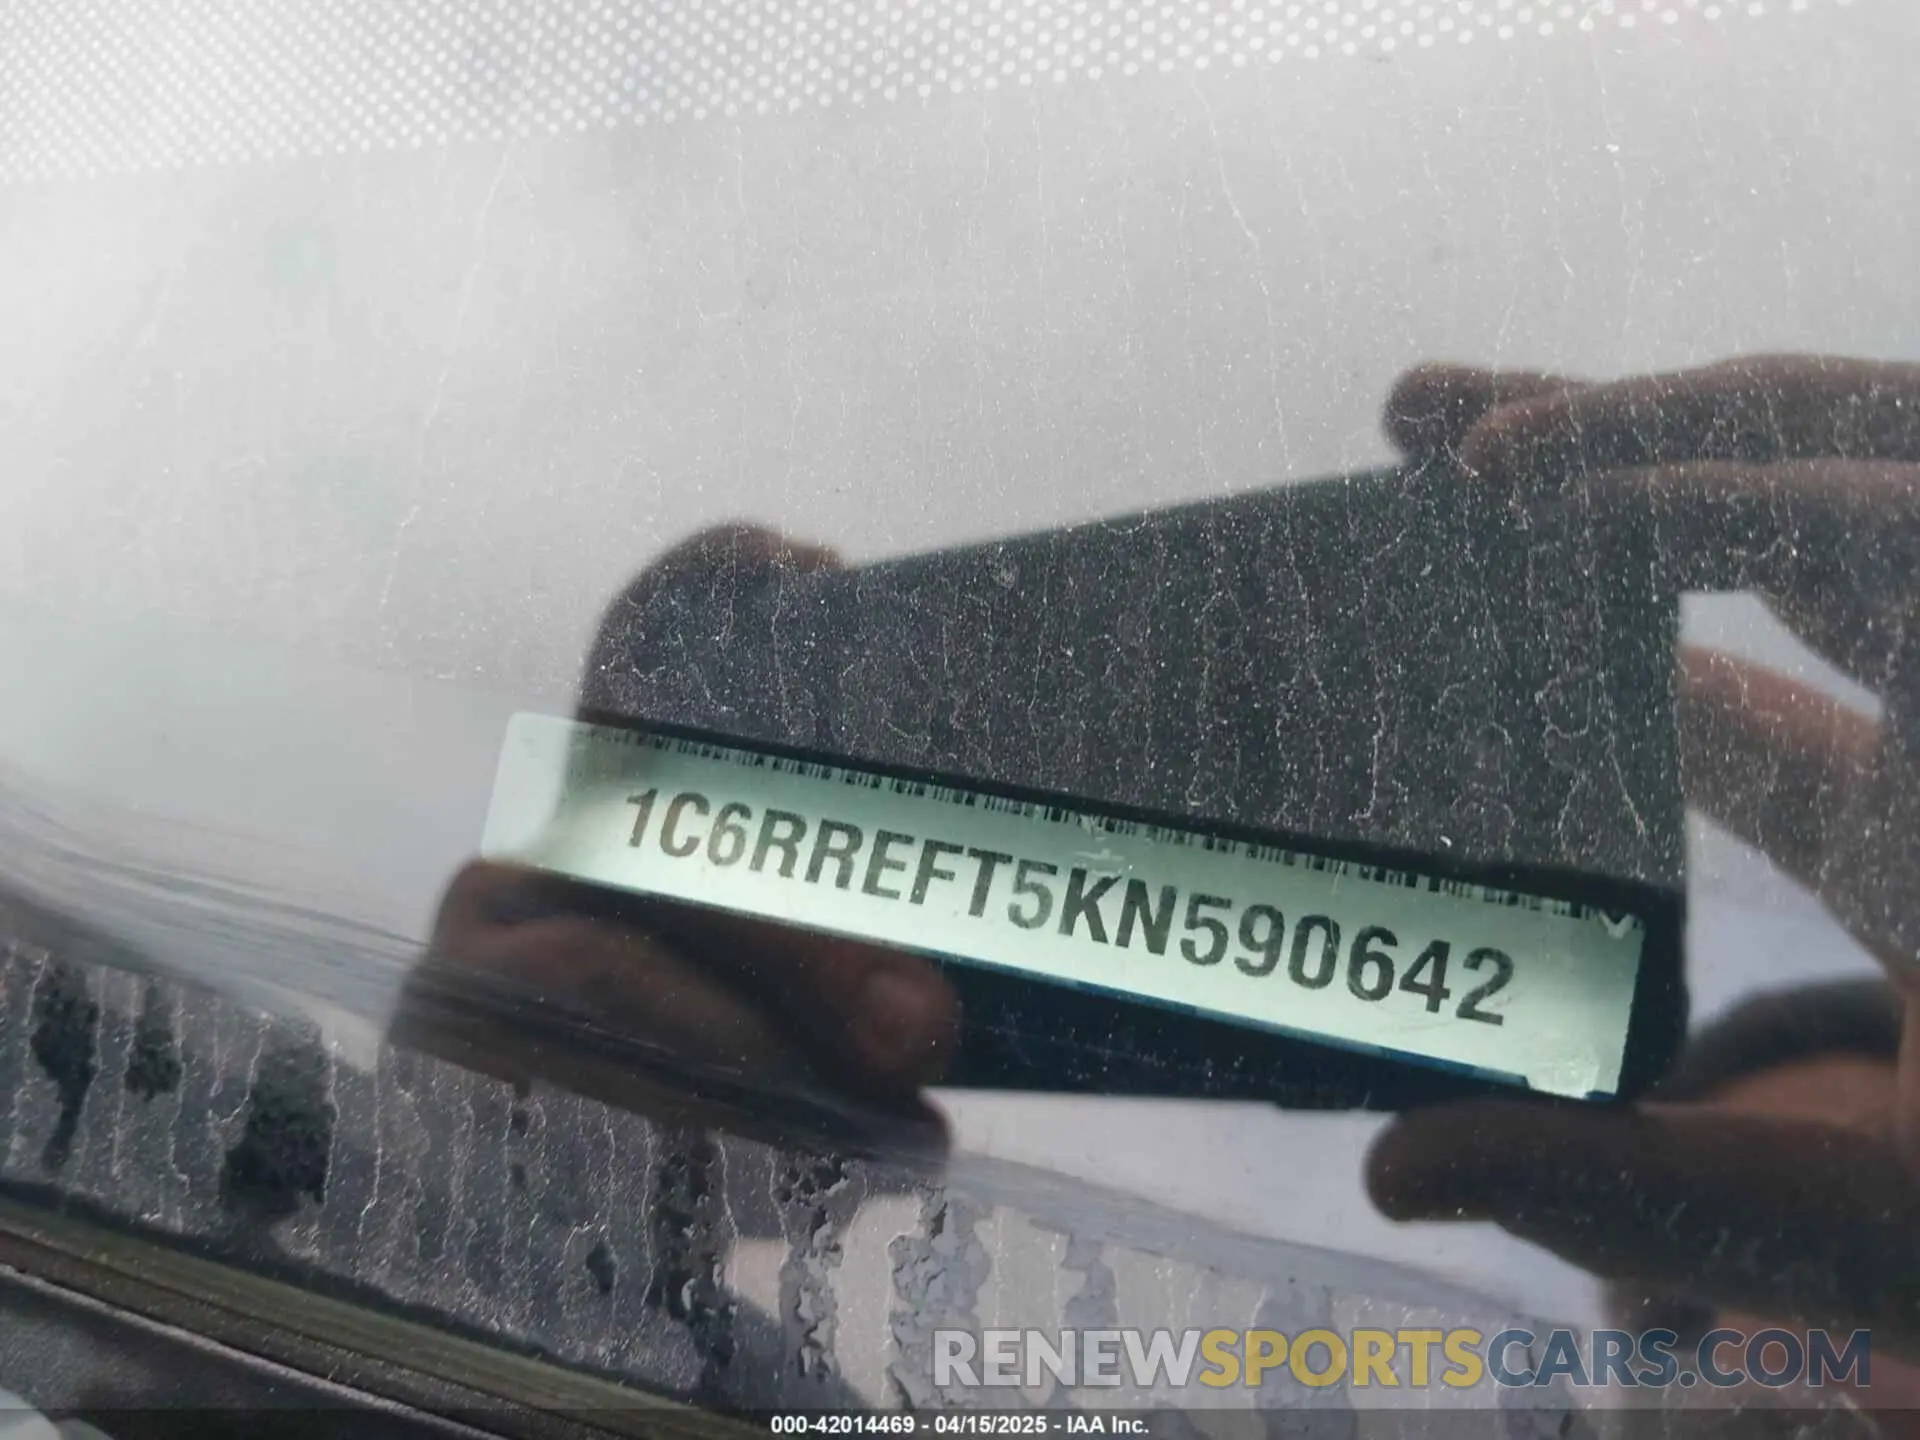 1C6RREFT5KN590642
RENEWSPORTSCARS.COM
000-42014469 - 04/15/2025 - IAA Inc.